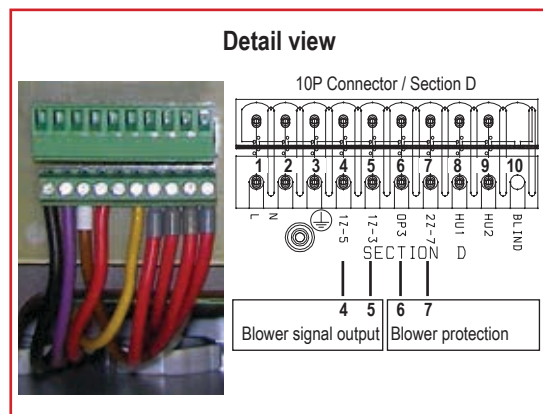 Detail view
10P Connector / Section D
1 2 3 4 5 6 7 8 9 10
L N 1Z-5 1Z-3 OP3 2Z-7 HU1 HU2 BLIND
SECTION D
4 5 6 7
Blower signal output Blower protection